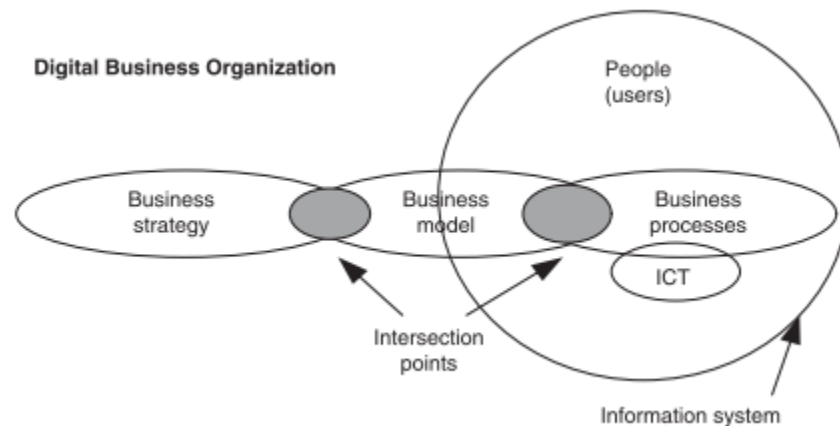 Digital Business Organization
People
(users)
Business
strategy
Business
model
Business
processes
ICT
Intersection
points
Information system